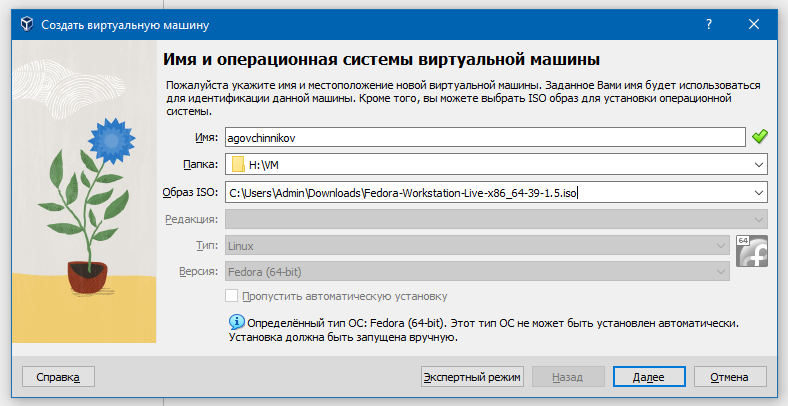 Создать виртуальную машину
Имя и операционная системы виртуальной машины
Пожалуйста укажите имя и местоположение новой виртуальной машины. Заданное Вами имя будет использоваться
для идентификации данной машины. Кроме того, вы можете выбрать ISO образ для установки операционной
системы.
Имя: agovchinnikov
Папка: H:\VM
Образ ISO: C:\Users\Admin\Downloads\Fedora-Workstation-Live-x86_64-39-1.5.iso
Редакция:
Тип: Linux
64
Версия: Fedora (64-bit)
Пропустить автоматическую установку
Определённый тип ОС: Fedora (64-bit). Этот тип ОС не может быть установлен автоматически.
Установка должна быть запущена вручную.
Справка Экспертный режим Назад Далее Отмена